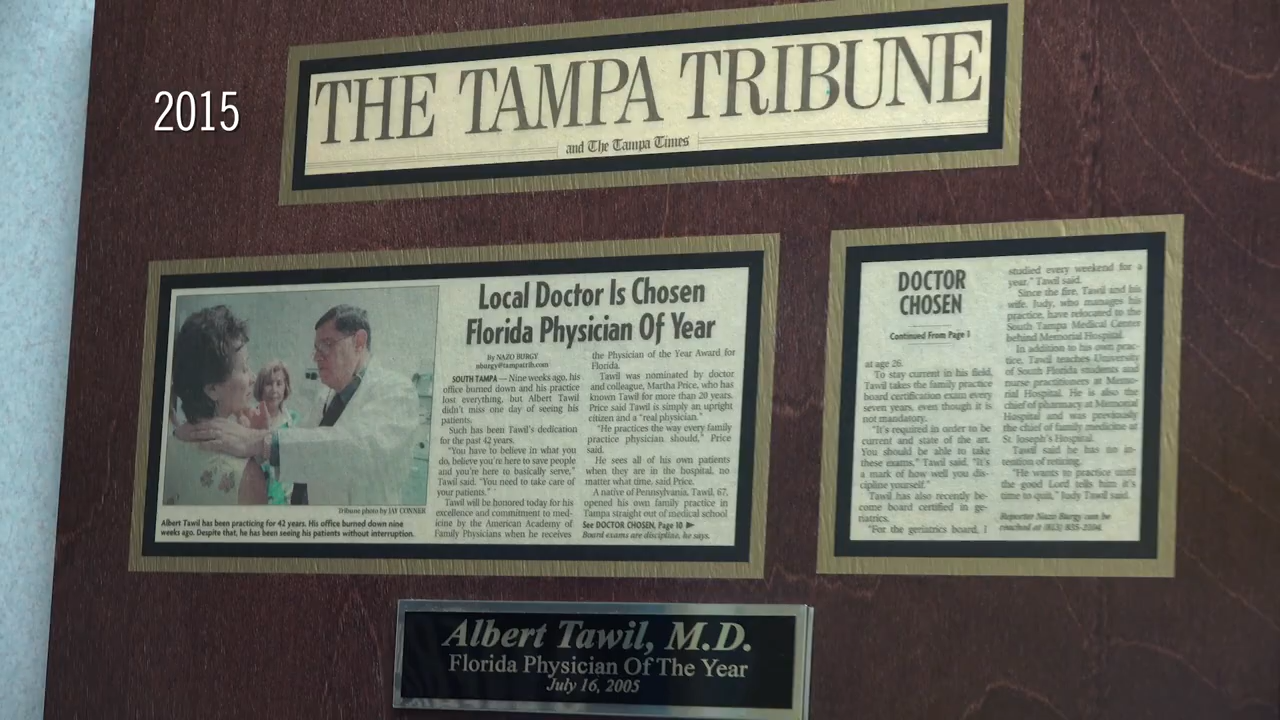 2015
THE TAMPA TRIBUNE
and The Tampa Times
Tribune photo by JAY CONNER
Albert Tawil has been practicing for 42 years. His office burned down nine
weeks ago. Despite that, he has been seeing his patients without interruption.
Local Doctor Is Chosen
Florida Physician Of Year
By NAZO BURGY
nburgy@tampatrib.com
SOUTH TAMPA — Nine weeks ago, his
office burned down and his practice
lost everything, but Albert Tawil
didn't miss one day of seeing his
patients.
Such has been Tawil's dedication
for the past 42 years.
"You have to believe in what you
do, believe you're here to save people
and you're here to basically serve,"
Tawil said. "You need to take care of
your patients."
Tawil will be honored today for his
excellence and commitment to med-
icine by the American Academy of
Family Physicians when he receives
the Physician of the Year Award for
Florida.
Tawil was nominated by doctor
and colleague, Martha Price, who has
known Tawil for more than 20 years.
Price said Tawil is simply an upright
citizen and a "real physician."
"He practices the way every family
practice physician should," Price
said.
He sees all of his own patients
when they are in the hospital, no
matter what time, said Price.
A native of Pennsylvania, Tawil, 67,
opened his own family practice in
Tampa straight out of medical school
See DOCTOR CHOSEN, Page 10 ►
Board exams are discipline, he says.
DOCTOR
CHOSEN
Continued From Page 1
at age 26.
To stay current in his field,
Tawil takes the family practice
board certification exam every
seven years, even though it is
not mandatory.
"It's required in order to be
current and state of the art.
You should be able to take
these exams," Tawil said. "It's
a mark of how well you dis-
cipline yourself."
Tawil has also recently be-
come board certified in ge-
riatrics.
"For the geriatrics board, I
studied every weekend for a
year," Tawil said.
Since the fire, Tawil and his
wife, Judy, who manages his
practice, have relocated to the
South Tampa Medical Center
behind Memorial Hospital.
In addition to his own prac-
tice, Tawil teaches University
of South Florida students and
nurse practitioners at Memo-
rial Hospital. He is also the
chief of pharmacy at Memorial
Hospital and was previously
the chief of family medicine at
St. Joseph's Hospital.
Tawil said he has no in-
tention of retiring.
"He wants to practice until
the good Lord tells him it's
time to quit," Judy Tawil said.
Reporter Nazo Burgy can be
reached at (813)
Albert Tawil, M.D.
Florida Physician Of The Year
July 16, 2005